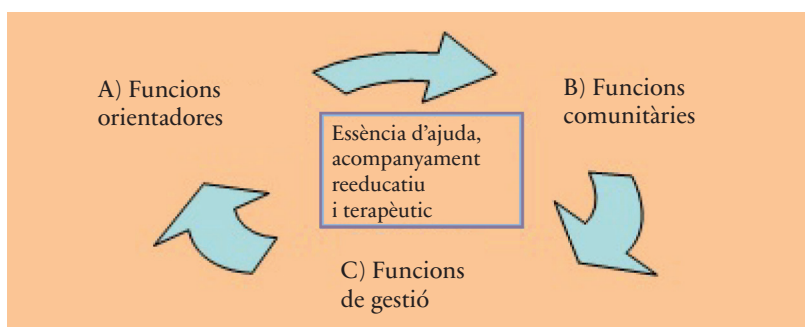 A) Funcions
orientadores
B) Funcions
comunitàries
Essència d’ajuda,
acompanyament
reeducatiu
i terapèutic
C) Funcions
de gestió